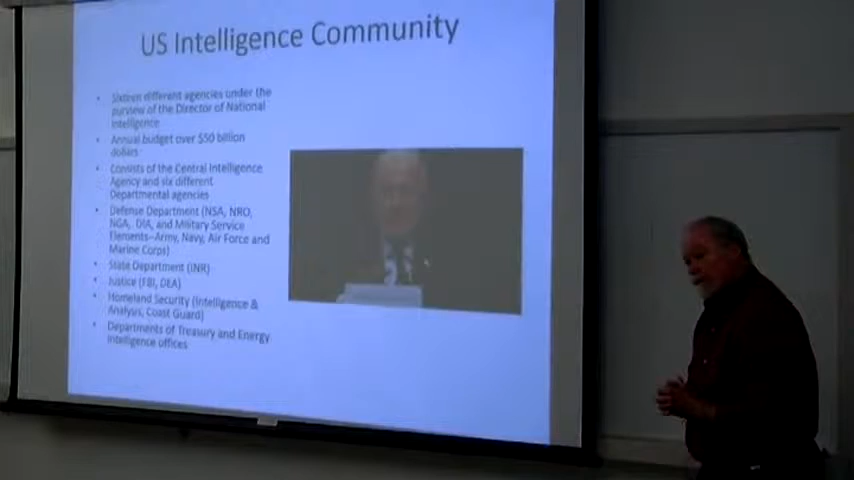 US Intelligence Community
• Sixteen different agencies under the
purview of the Director of National
Intelligence
• Annual budget over $50 billion
dollars
• Consists of the Central Intelligence
Agency and six different
Departmental agencies
• Defense Department (NSA, NRO,
NGA, DIA, and Military Service
Elements--Army, Navy, Air Force and
Marine Corps)
• State Department (INR)
• Justice (FBI, DEA)
• Homeland Security (Intelligence &
Analysis, Coast Guard)
• Departments of Treasury and Energy
Intelligence offices